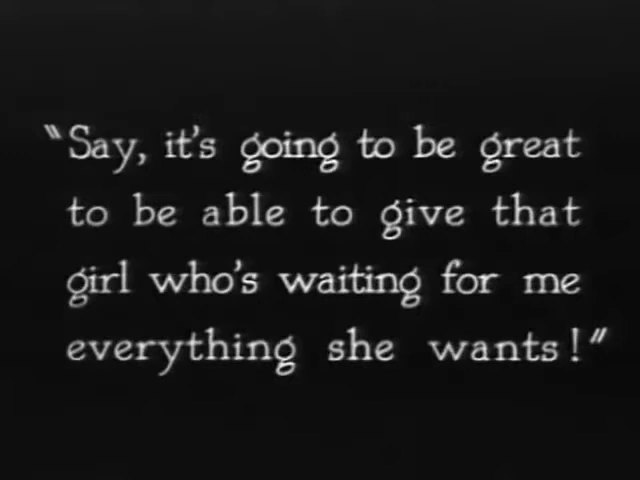 "Say, it's going to be great
to be able to give that
girl who's waiting for me
everything she wants!"